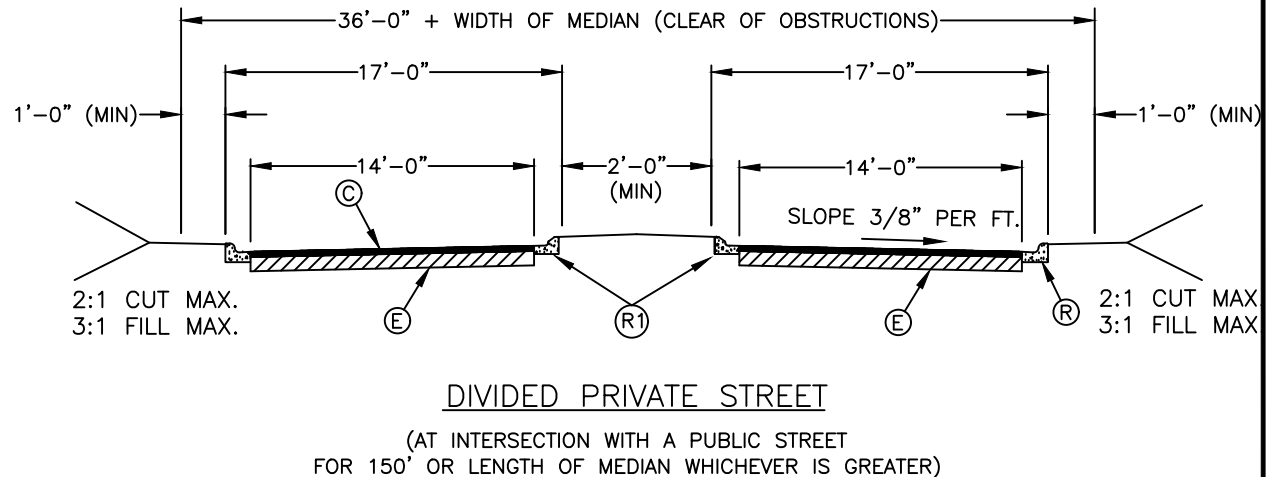 36'-0" + WIDTH OF MEDIAN (CLEAR OF OBSTRUCTIONS)
17'-0"
17'-0"
1'-0" (MIN)
1'-0" (MIN)
14'-0"
2'-0"
(MIN)
14'-0"
C
SLOPE 3/8" PER FT.
2:1 CUT MAX.
3:1 FILL MAX.
E
R1
E
R
2:1 CUT MAX
3:1 FILL MAX
DIVIDED PRIVATE STREET
(AT INTERSECTION WITH A PUBLIC STREET
FOR 150' OR LENGTH OF MEDIAN WHICHEVER IS GREATER)